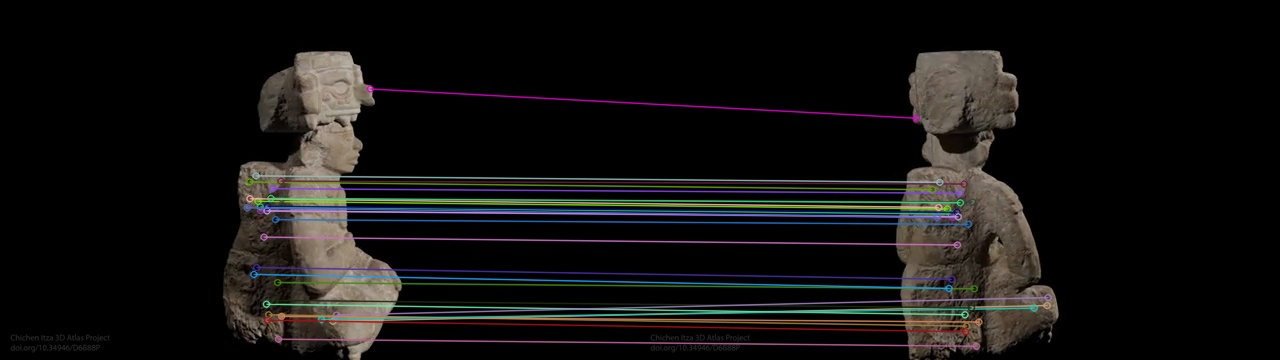 Chichen Itza 3D Atlas Project
doi.org/10.34946/D6B88P
Chichen Itza 3D Atlas Project
doi.org/10.34946/D6B88P